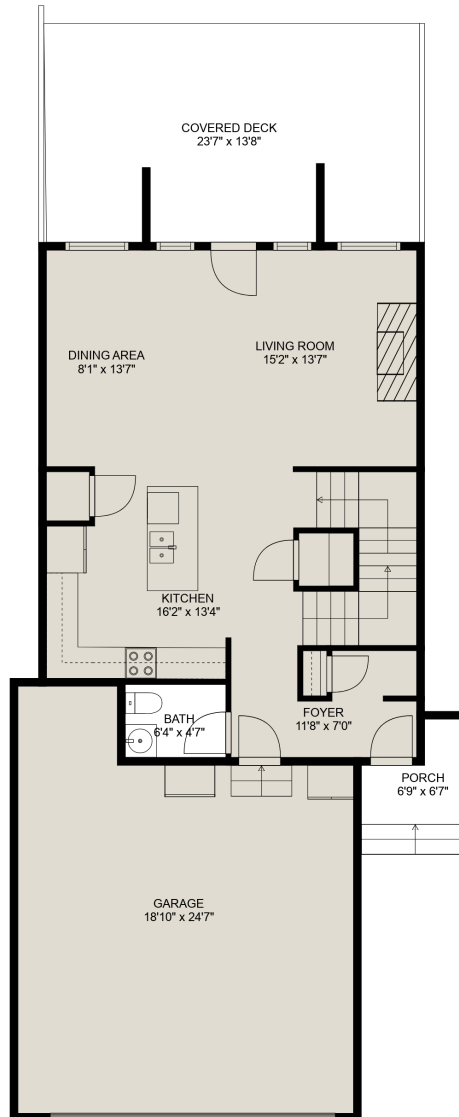 COVERED DECK
23'7" x 13'8"
DINING AREA
8'1" x 13'7"
LIVING ROOM
15'2" x 13'7"
KITCHEN
16'2" x 13'4"
BATH
6'4" x 4'7"
FOYER
11'8" x 7'0"
PORCH
6'9" x 6'7"
GARAGE
18'10" x 24'7"